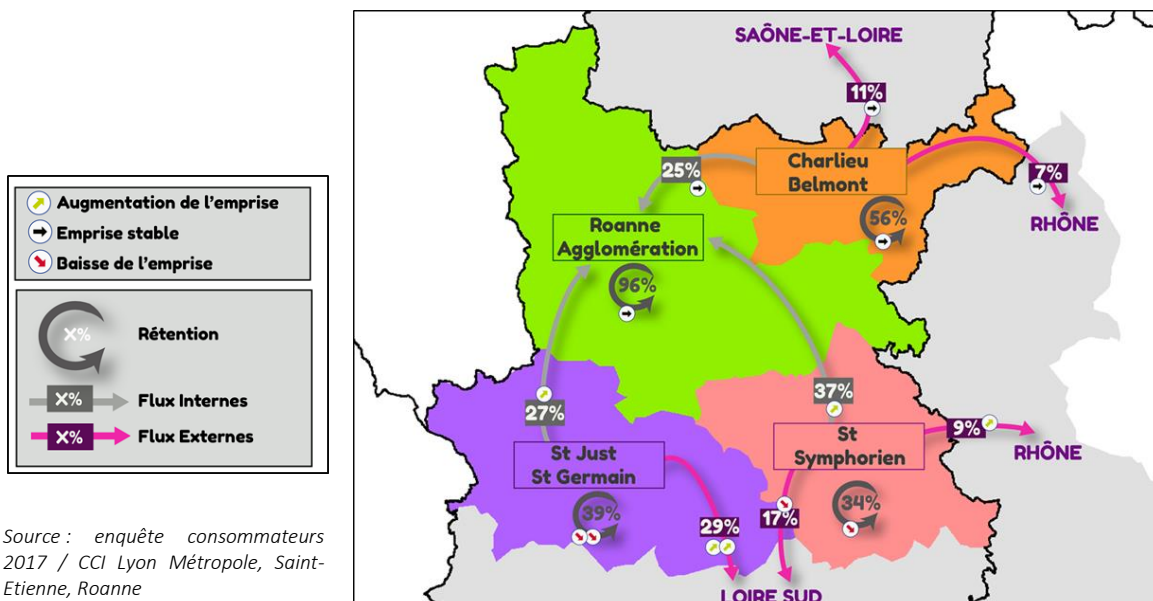 Augmentation de l'emprise
Emprise stable
Baisse de l'emprise
X%
Rétention
X%
Flux Internes
X%
Flux Externes
Source : enquête consommateurs
2017 / CCI Lyon Métropole, Saint-
Etienne, Roanne
SAÔNE-ET-LOIRE
11%
Charlieu
Belmont
25%
7%
RHÔNE
56%
Roanne
Agglomération
96%
27%
37%
St Just
St Germain
39%
29%
St
Symphorien
9%
RHÔNE
34%
17%
LOIRE SUD